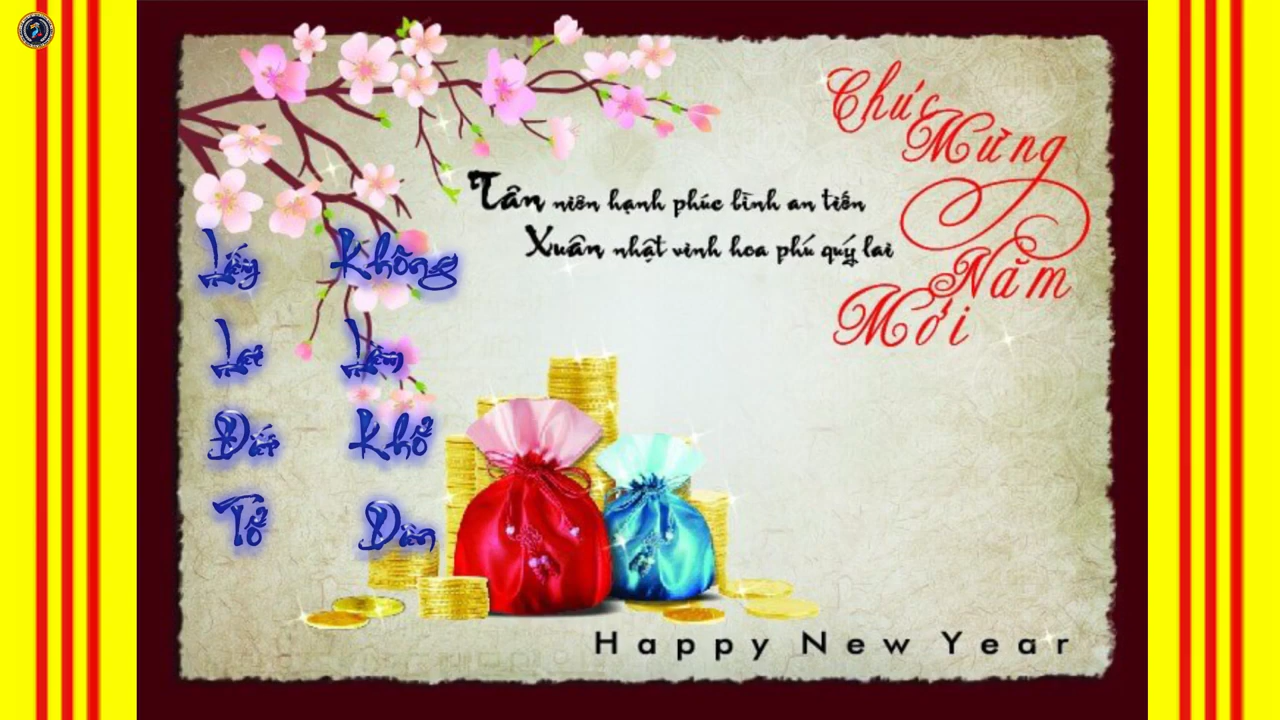 Chúc
Mừng
Năm
Mới
Tân niên hạnh phúc bình an tiến
Xuân nhật vinh hoa phú quý lai
Lấy Không
Lại Làm
Đất Khổ
Tổ Dân
Happy New Year